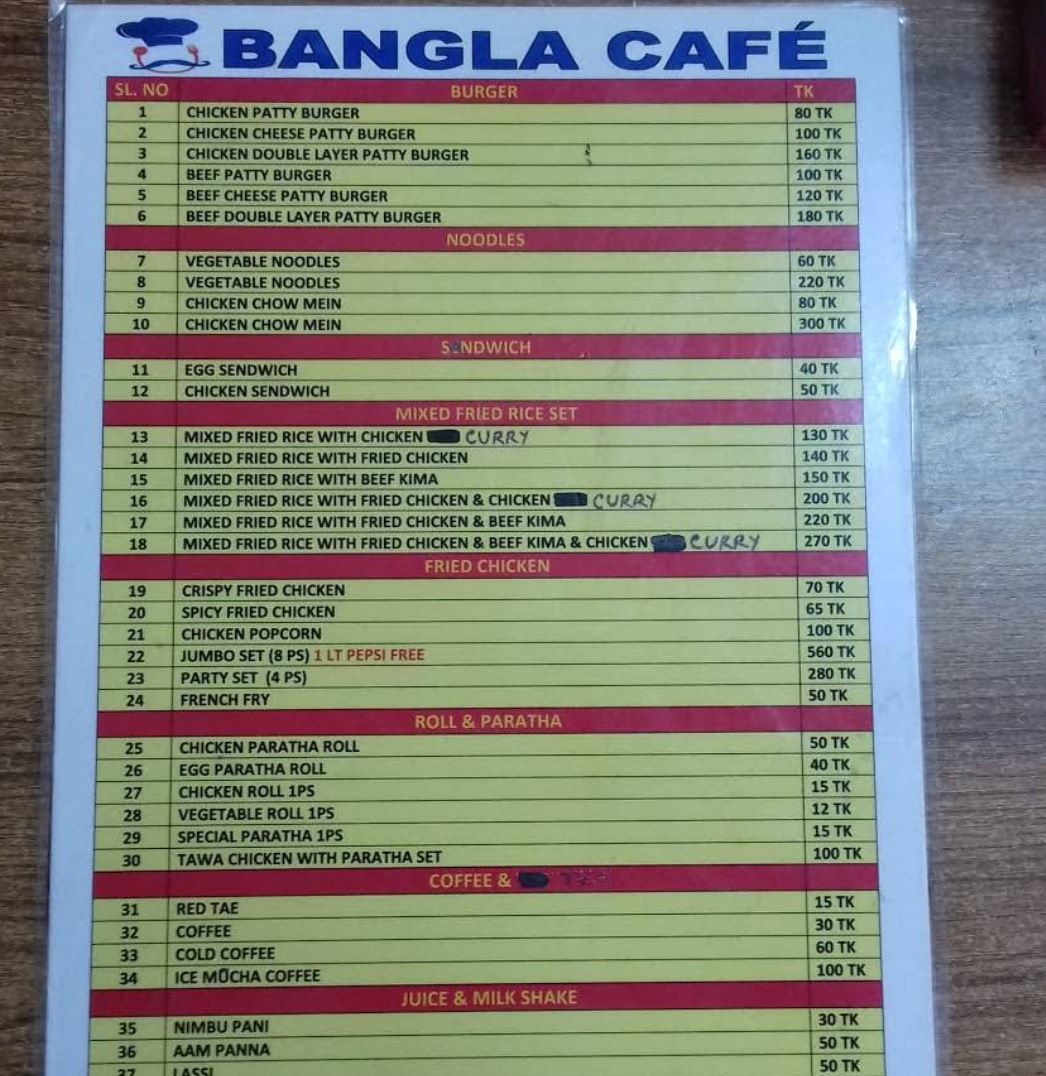 BANGLA CAFÉ
SL. NO BURGER TK
1 CHICKEN PATTY BURGER 80 TK
2 CHICKEN CHEESE PATTY BURGER 100 TK
3 CHICKEN DOUBLE LAYER PATTY BURGER 160 TK
4 BEEF PATTY BURGER 100 TK
5 BEEF CHEESE PATTY BURGER 120 TK
6 BEEF DOUBLE LAYER PATTY BURGER 180 TK
NOODLES
7 VEGETABLE NOODLES 60 TK
8 VEGETABLE NOODLES 220 TK
9 CHICKEN CHOW MEIN 80 TK
10 CHICKEN CHOW MEIN 300 TK
SANDWICH
11 EGG SENDWICH 40 TK
12 CHICKEN SENDWICH 50 TK
MIXED FRIED RICE SET
13 MIXED FRIED RICE WITH CHICKEN CURRY 130 TK
14 MIXED FRIED RICE WITH FRIED CHICKEN 140 TK
15 MIXED FRIED RICE WITH BEEF KIMA 150 TK
16 MIXED FRIED RICE WITH FRIED CHICKEN & CHICKEN CURRY 200 TK
17 MIXED FRIED RICE WITH FRIED CHICKEN & BEEF KIMA 220 TK
18 MIXED FRIED RICE WITH FRIED CHICKEN & BEEF KIMA & CHICKEN CURRY 270 TK
FRIED CHICKEN
19 CRISPY FRIED CHICKEN 70 TK
20 SPICY FRIED CHICKEN 65 TK
21 CHICKEN POPCORN 100 TK
22 JUMBO SET (8 PS) 1 LT PEPSI FREE 560 TK
23 PARTY SET (4 PS) 280 TK
24 FRENCH FRY 50 TK
ROLL & PARATHA
25 CHICKEN PARATHA ROLL 50 TK
26 EGG PARATHA ROLL 40 TK
27 CHICKEN ROLL 1PS 15 TK
28 VEGETABLE ROLL 1PS 12 TK
29 SPECIAL PARATHA 1PS 15 TK
30 TAWA CHICKEN WITH PARATHA SET 100 TK
COFFEE &
31 RED TAE 15 TK
32 COFFEE 30 TK
33 COLD COFFEE 60 TK
34 ICE MOCHA COFFEE 100 TK
JUICE & MILK SHAKE
35 NIMBU PANI 30 TK
36 AAM PANNA 50 TK
37 LASSI 50 TK